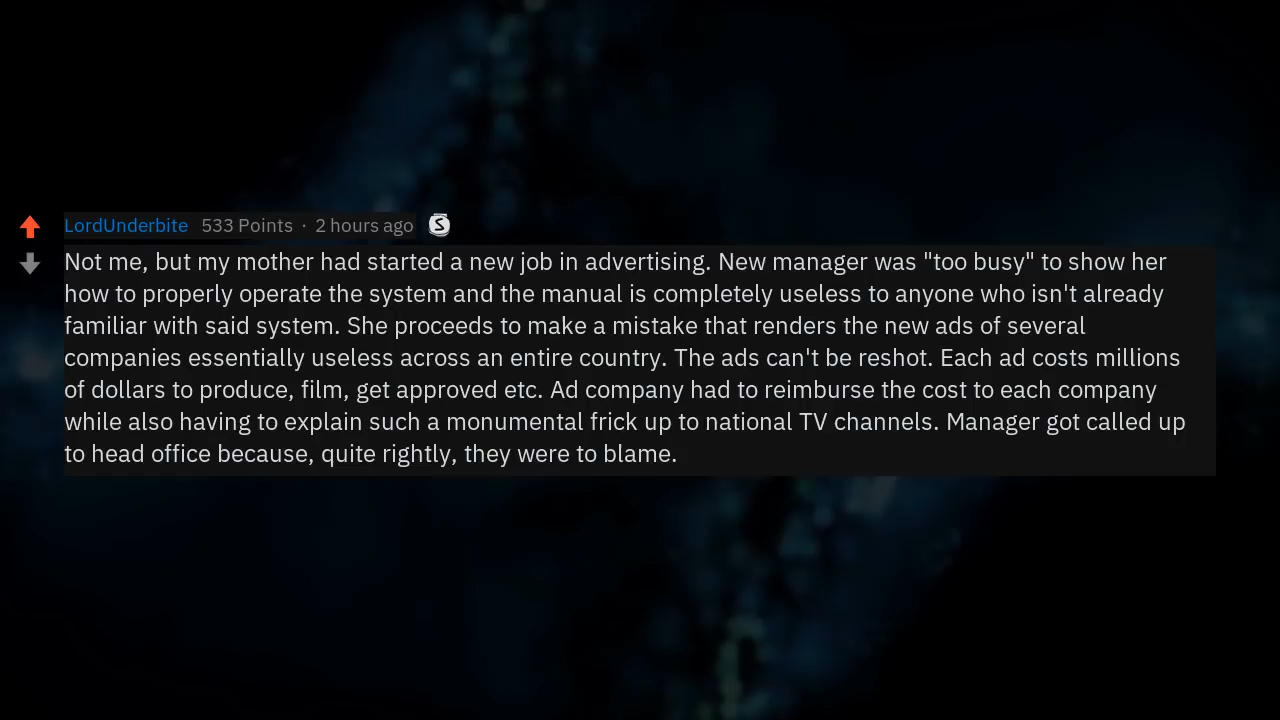 LordUnderbite 533 Points · 2 hours ago S
Not me, but my mother had started a new job in advertising. New manager was "too busy" to show her
how to properly operate the system and the manual is completely useless to anyone who isn't already
familiar with said system. She proceeds to make a mistake that renders the new ads of several
companies essentially useless across an entire country. The ads can't be reshot. Each ad costs millions
of dollars to produce, film, get approved etc. Ad company had to reimburse the cost to each company
while also having to explain such a monumental frick up to national TV channels. Manager got called up
to head office because, quite rightly, they were to blame.